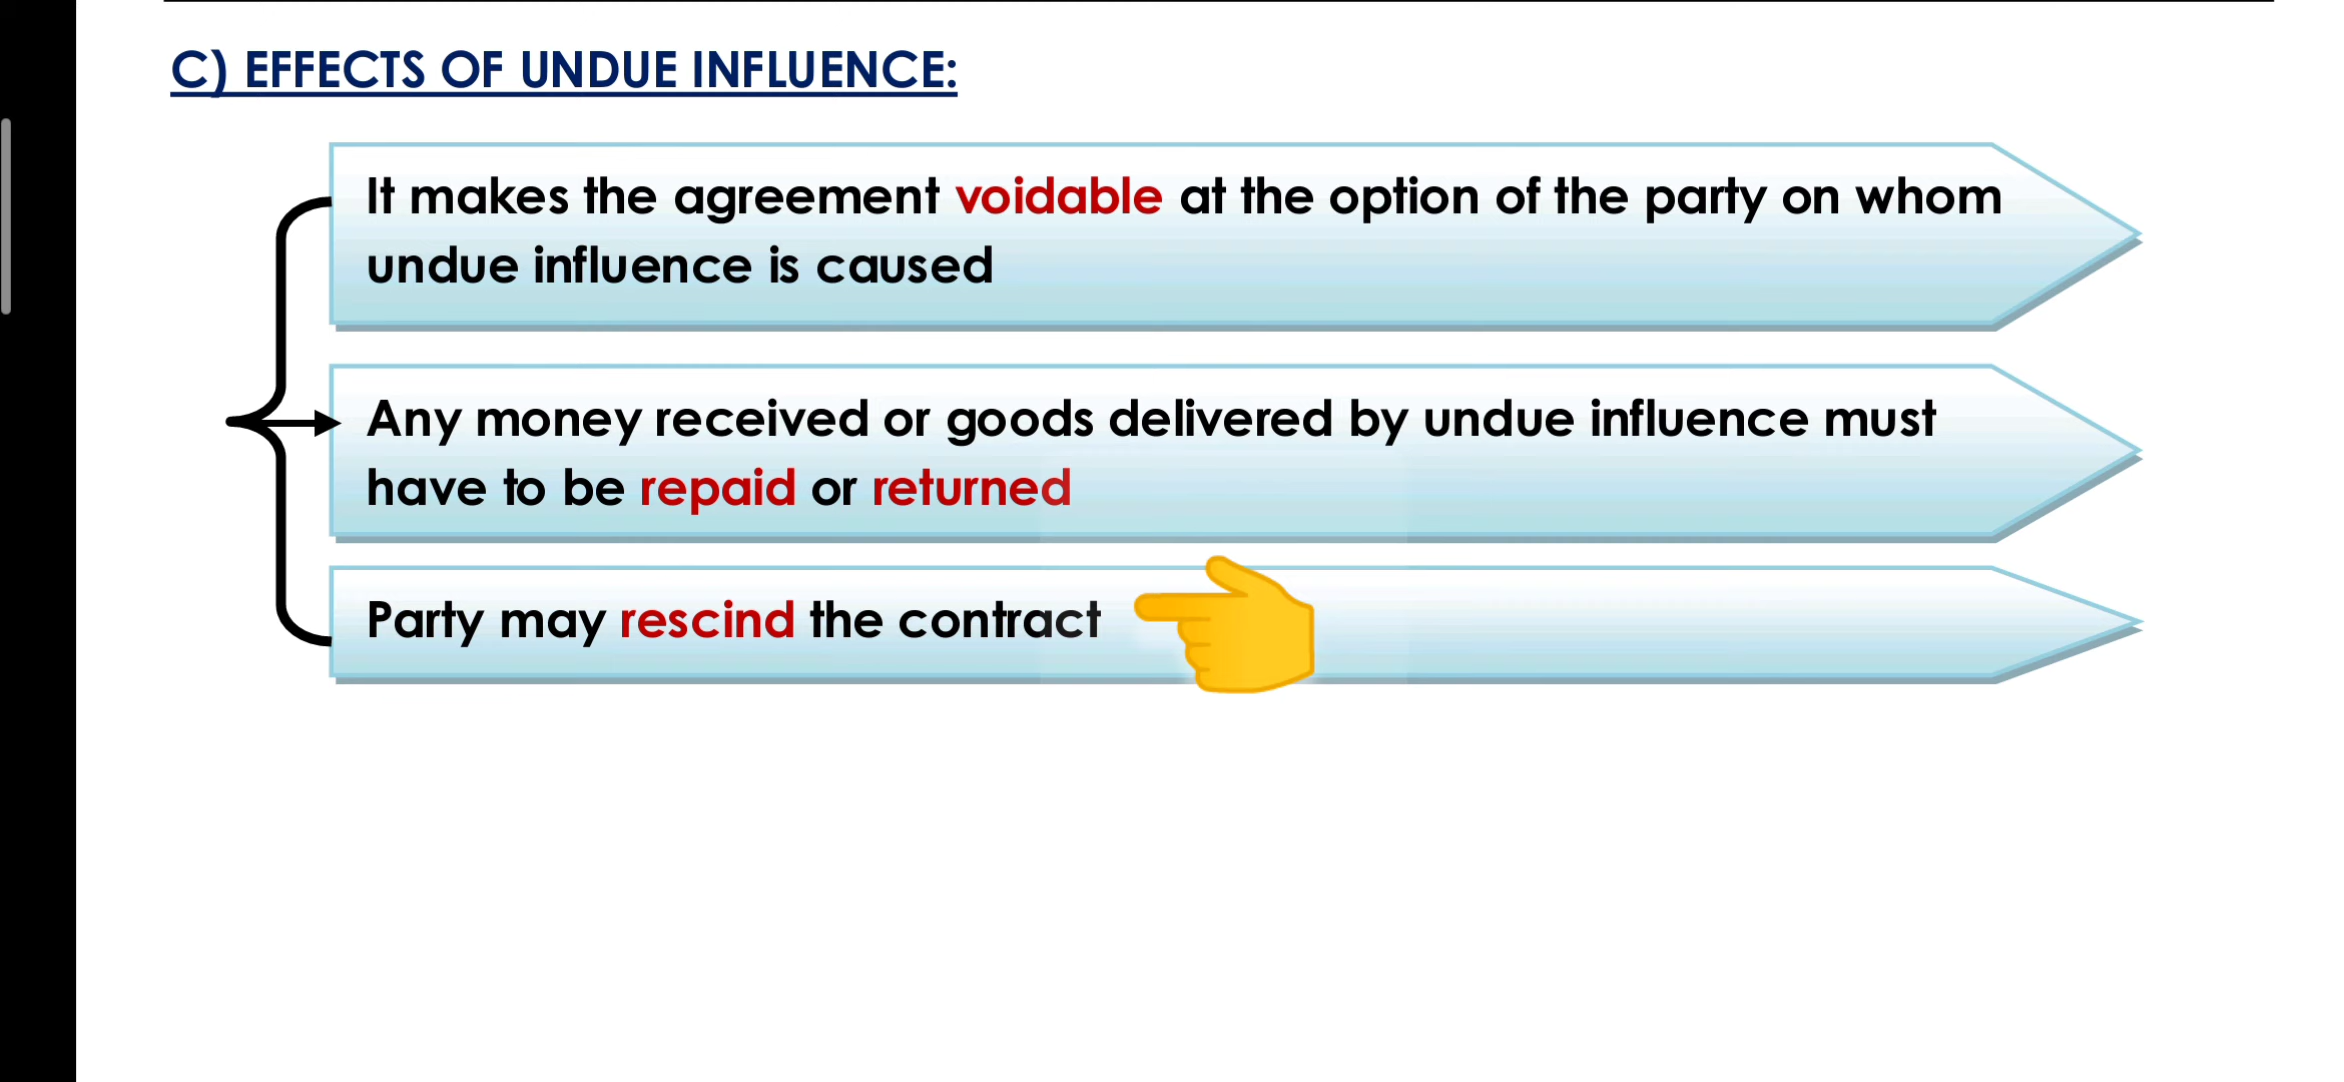 C) EFFECTS OF UNDUE INFLUENCE:
It makes the agreement voidable at the option of the party on whom
undue influence is caused
Any money received or goods delivered by undue influence must
have to be repaid or returned
Party may rescind the contract